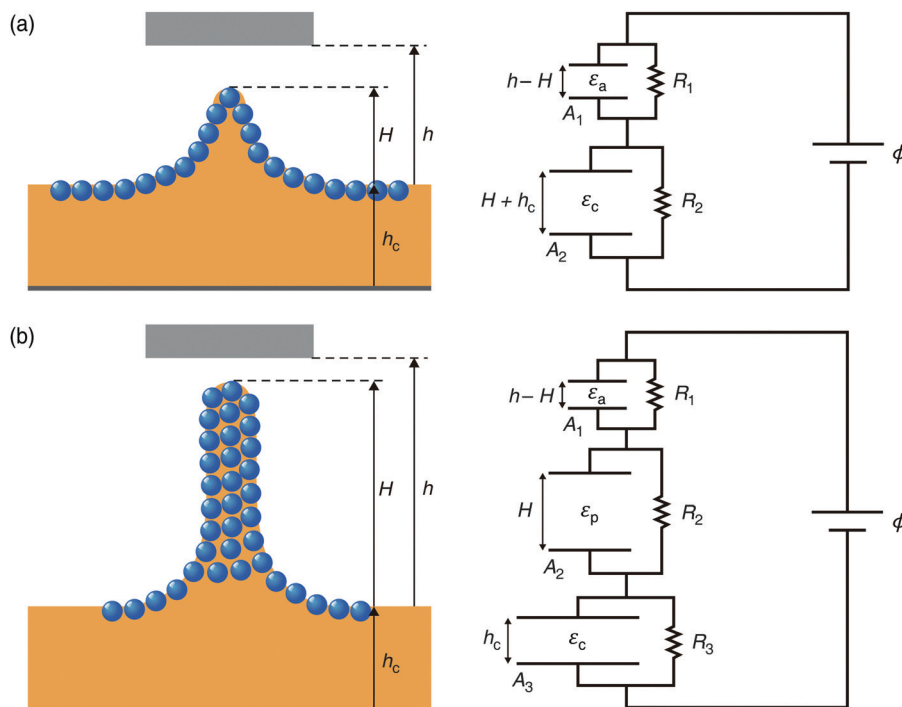 (a)
H
h
h_c
h – H
ε_a
R_1
A_1
H + h_c
ε_c
R_2
A_2
ϕ
(b)
H
h
h_c
h – H
ε_a
R_1
A_1
H
ε_p
R_2
A_2
h_c
ε_c
R_3
A_3
ϕ